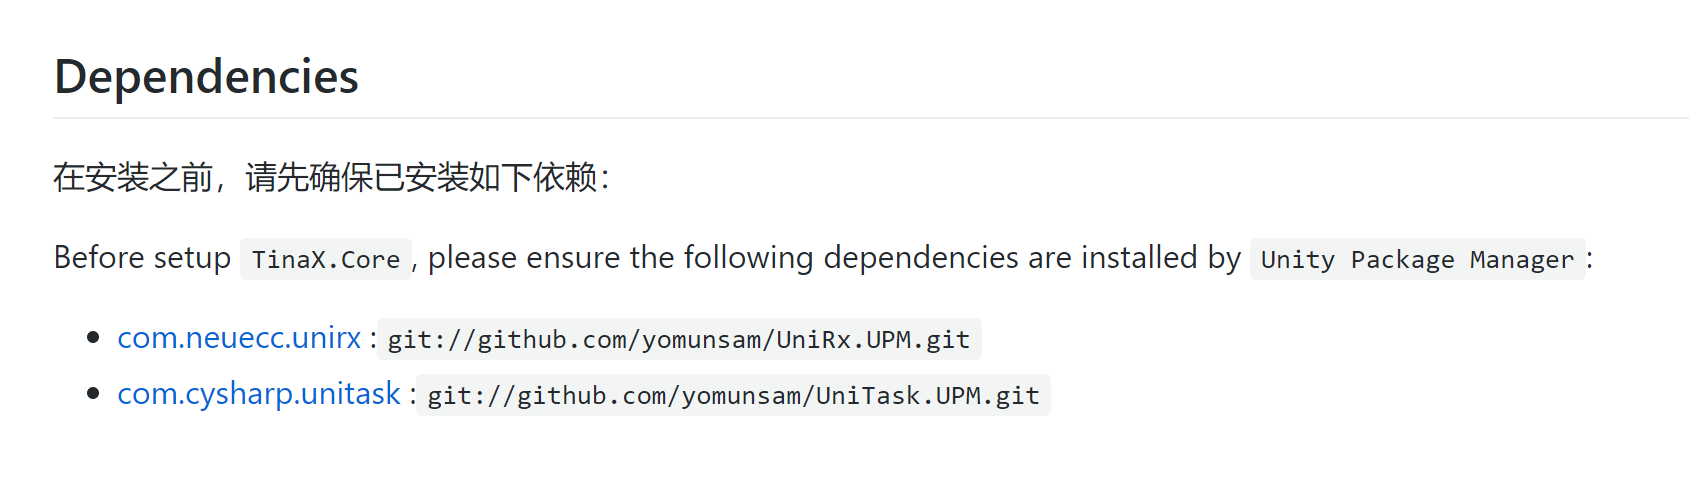 Dependencies
在安装之前，请先确保已安装如下依赖：
Before setup TinaX.Core, please ensure the following dependencies are installed by Unity Package Manager:
com.neuecc.unirx :git://github.com/yomunsam/UniRx.UPM.git
com.cysharp.unitask :git://github.com/yomunsam/UniTask.UPM.git